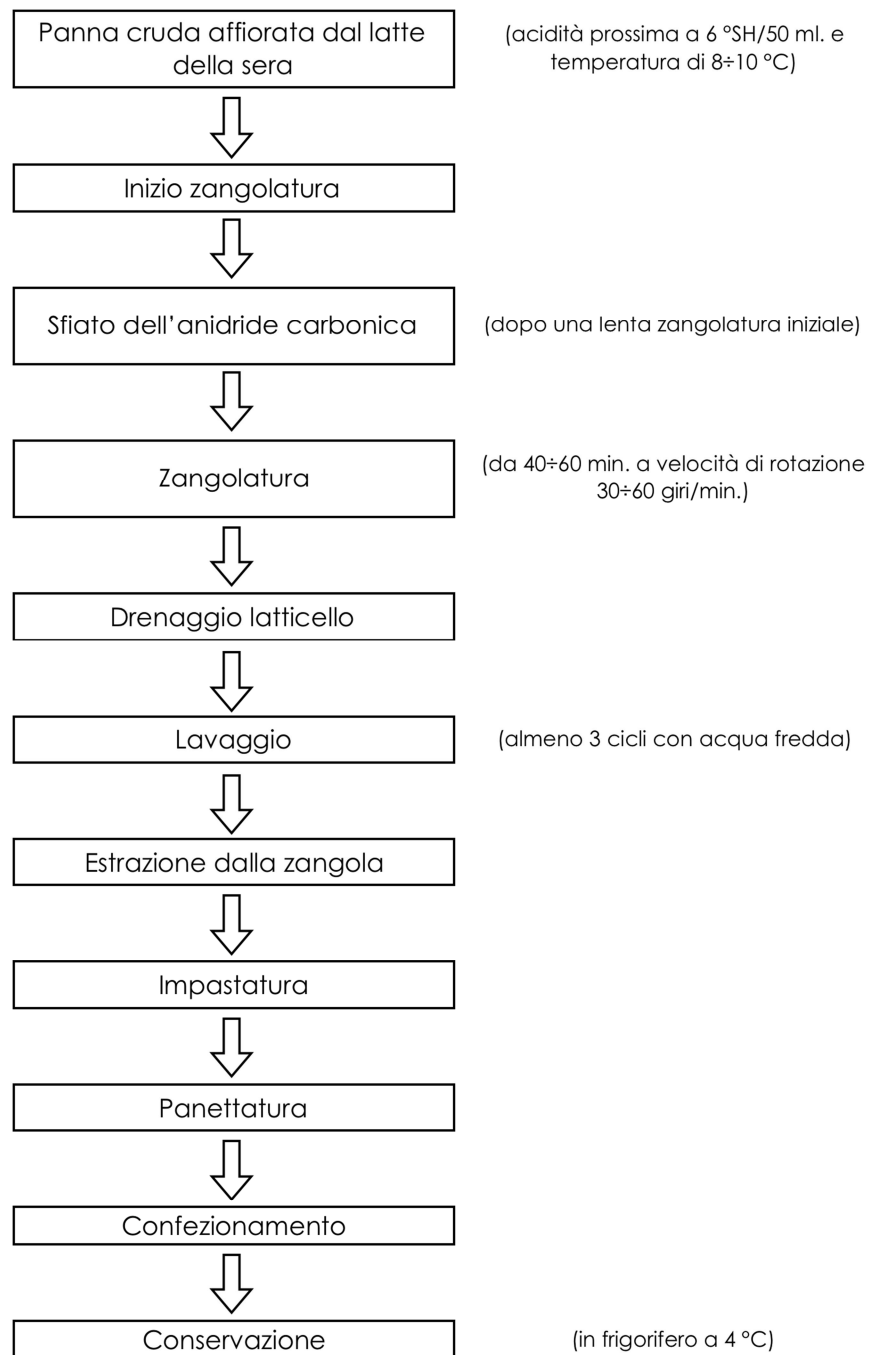 Panna cruda affiorata dal latte
della sera
(acidità prossima a 6 °SH/50 ml. e
temperatura di 8÷10 °C)
Inizio zangolatura
Sfiato dell’anidride carbonica
(dopo una lenta zangolatura iniziale)
Zangolatura
(da 40÷60 min. a velocità di rotazione
30÷60 giri/min.)
Drenaggio latticello
Lavaggio
(almeno 3 cicli con acqua fredda)
Estrazione dalla zangola
Impastatura
Panettatura
Confezionamento
Conservazione
(in frigorifero a 4 °C)